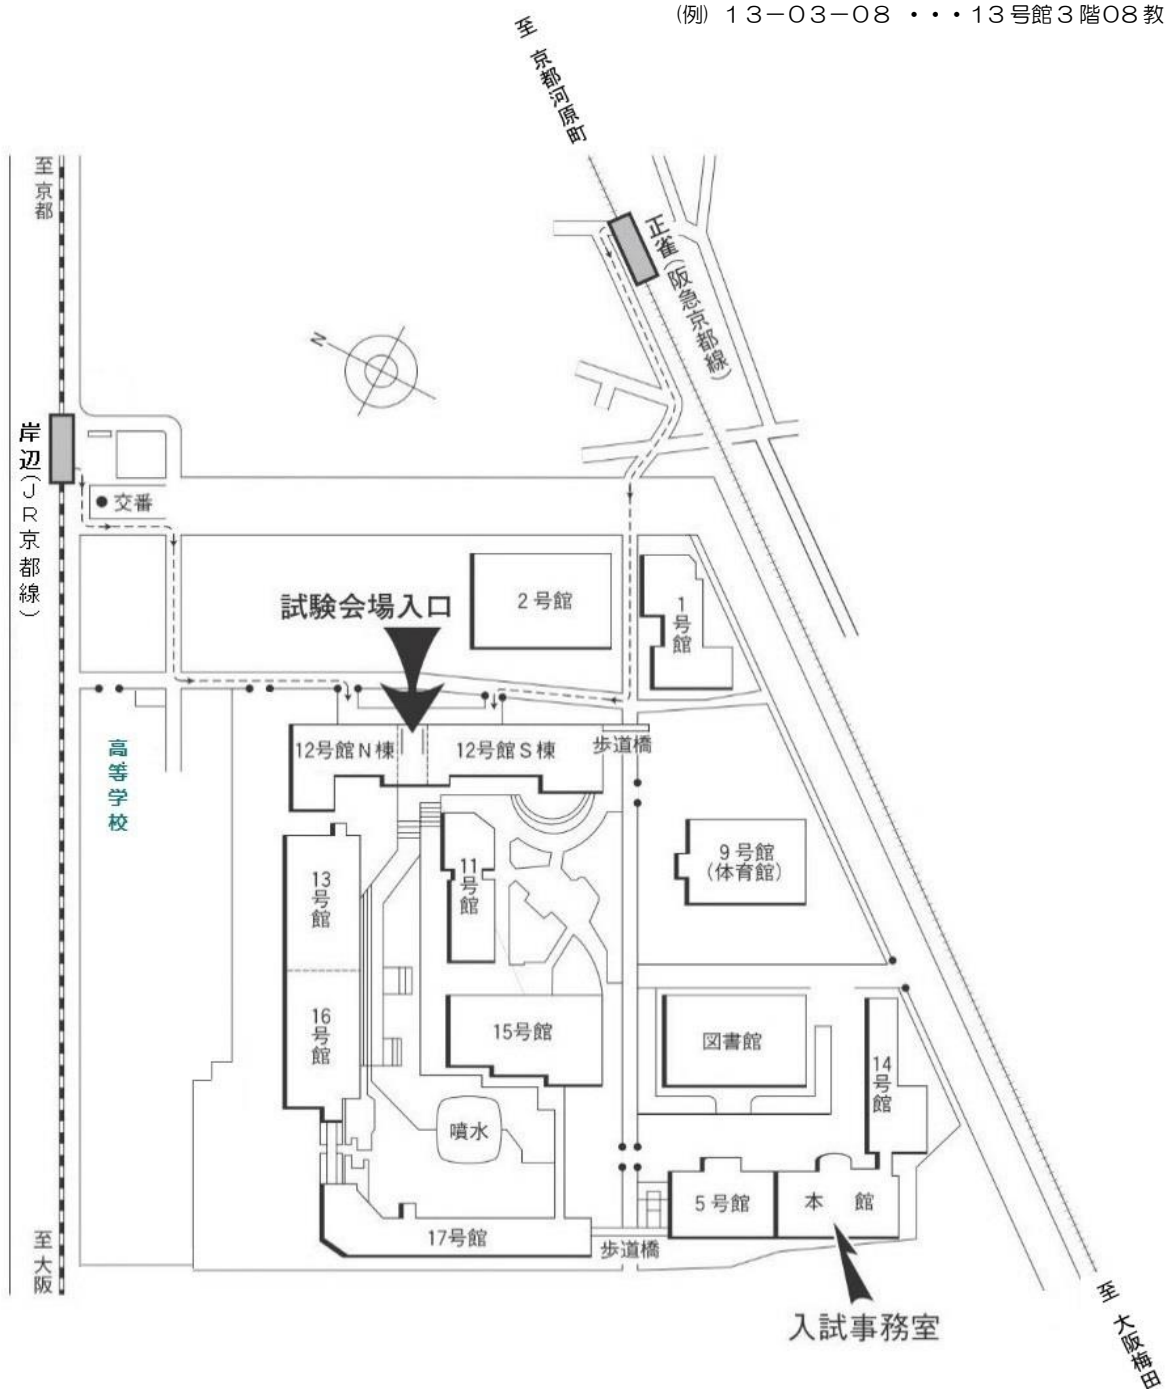 (例) 13-03-08 ・・・13号館3階08教
至 京都河原町
至京都
正雀(阪急京都線)
N
岸辺(JR京都線)
交番
2号館
1号館
試験会場入口
12号館N棟
12号館S棟
歩道橋
高等学校
9号館
(体育館)
11号館
13号館
16号館
15号館
図書館
14号館
噴水
5号館
本 館
17号館
歩道橋
至大阪
至 大阪梅田
入試事務室